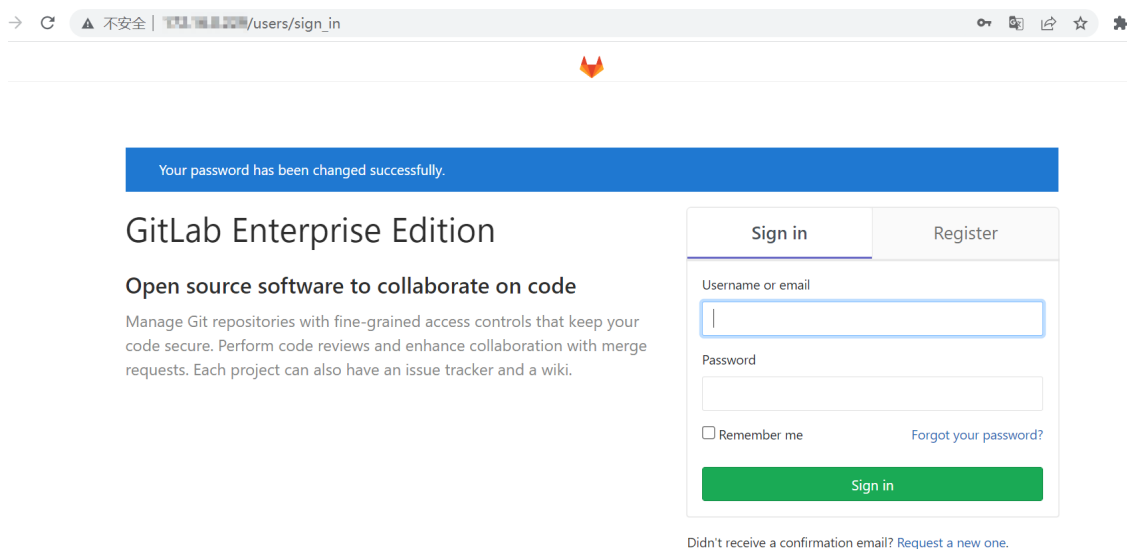 不安全 | /users/sign_in
Your password has been changed successfully.
GitLab Enterprise Edition
Open source software to collaborate on code
Manage Git repositories with fine-grained access controls that keep your
code secure. Perform code reviews and enhance collaboration with merge
requests. Each project can also have an issue tracker and a wiki.
Sign in
Register
Username or email
Password
Remember me
Forgot your password?
Sign in
Didn't receive a confirmation email? Request a new one.